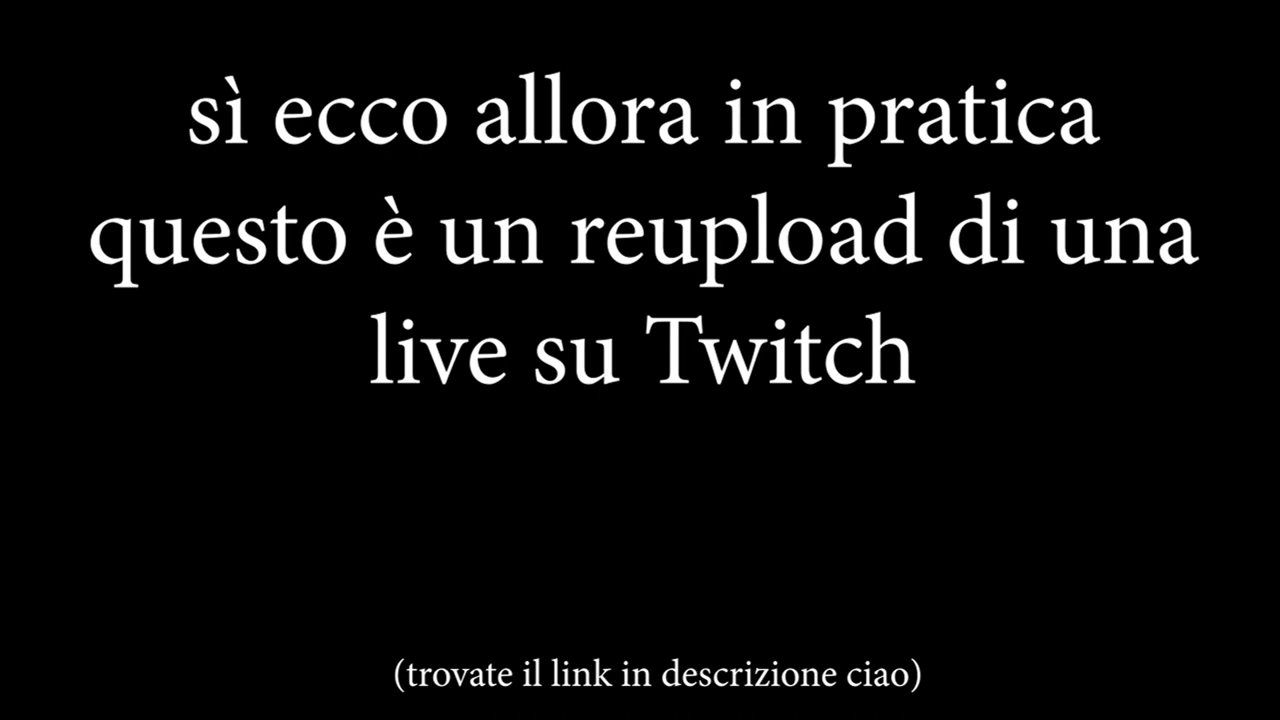 sì ecco allora in pratica
questo è un reupload di una
live su Twitch
(trovate il link in descrizione ciao)